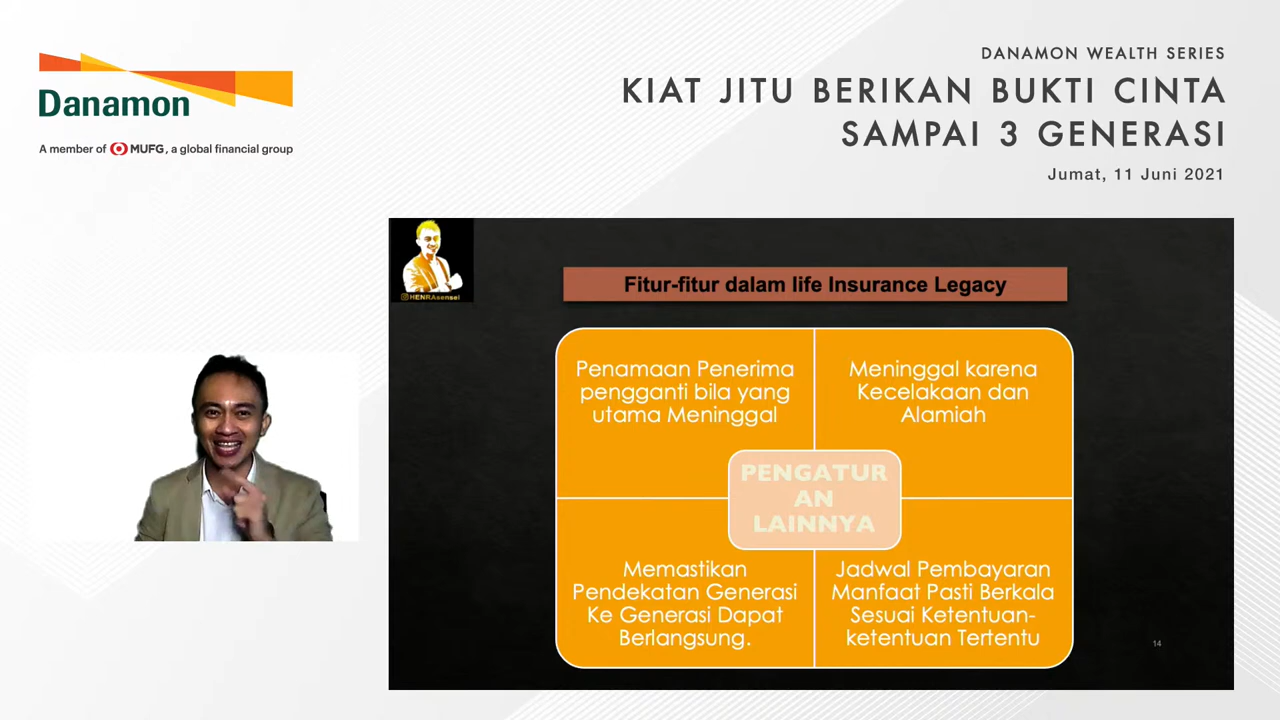 Danamon
A member of MUFG, a global financial group
DANAMON WEALTH SERIES
KIAT JITU BERIKAN BUKTI CINTA
SAMPAI 3 GENERASI
Jumat, 11 Juni 2021
HENRAsensei
Fitur-fitur dalam life Insurance Legacy
Penamaan Penerima
pengganti bila yang
utama Meninggal
Meninggal karena
Kecelakaan dan
Alamiah
PENGATUR
AN
LAINNYA
Memastikan
Pendekatan Generasi
Ke Generasi Dapat
Berlangsung.
Jadwal Pembayaran
Manfaat Pasti Berkala
Sesuai Ketentuan-
ketentuan Tertentu
14